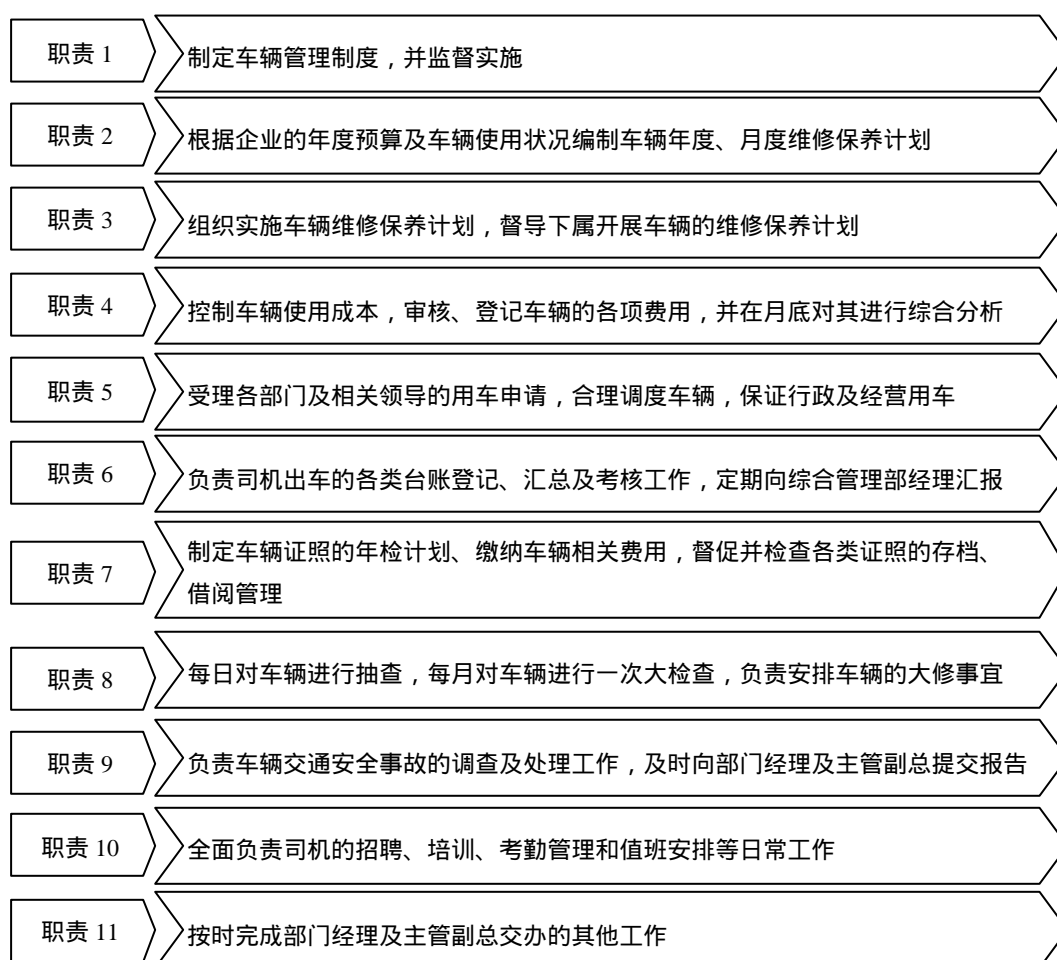 职责 1
制定车辆管理制度，并监督实施
职责 2
根据企业的年度预算及车辆使用状况编制车辆年度、月度维修保养计划
职责 3
组织实施车辆维修保养计划，督导下属开展车辆的维修保养计划
职责 4
控制车辆使用成本，审核、登记车辆的各项费用，并在月底对其进行综合分析
职责 5
受理各部门及相关领导的用车申请，合理调度车辆，保证行政及经营用车
职责 6
负责司机出车的各类台账登记、汇总及考核工作，定期向综合管理部经理汇报
职责 7
制定车辆证照的年检计划、缴纳车辆相关费用，督促并检查各类证照的存档、
借阅管理
职责 8
每日对车辆进行抽查，每月对车辆进行一次大检查，负责安排车辆的大修事宜
职责 9
负责车辆交通安全事故的调查及处理工作，及时向部门经理及主管副总提交报告
职责 10
全面负责司机的招聘、培训、考勤管理和值班安排等日常工作
职责 11
按时完成部门经理及主管副总交办的其他工作